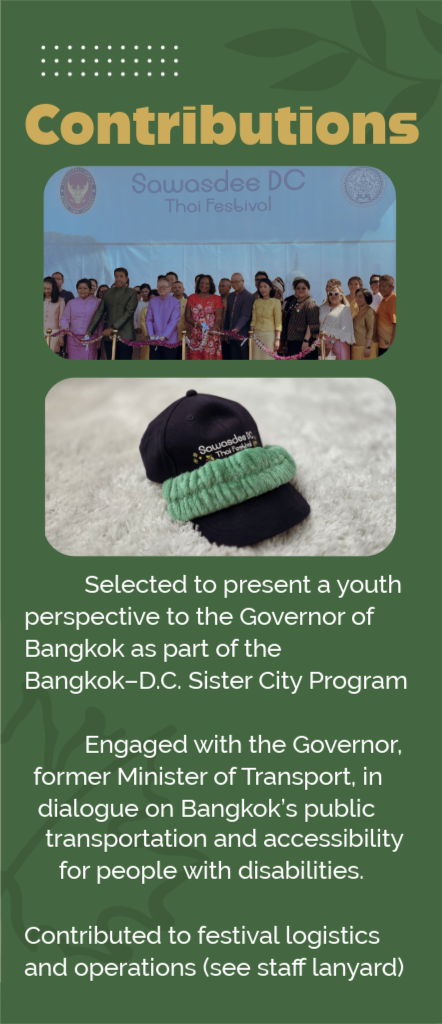 Contributions
Sawasdee DC
Thai Festival
Sawasdee DC
Thai Festival
Selected to present a youth
perspective to the Governor of
Bangkok as part of the
Bangkok–D.C. Sister City Program
Engaged with the Governor,
former Minister of Transport, in
dialogue on Bangkok's public
transportation and accessibility
for people with disabilities.
Contributed to festival logistics
and operations (see staff lanyard)